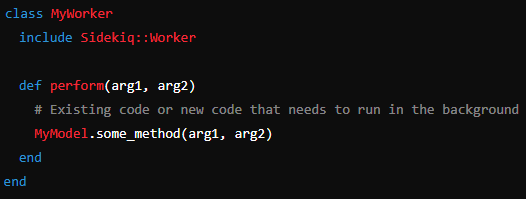 class MyWorker
  include Sidekiq::Worker

  def perform(arg1, arg2)
    # Existing code or new code that needs to run in the background
    MyModel.some_method(arg1, arg2)
  end
end